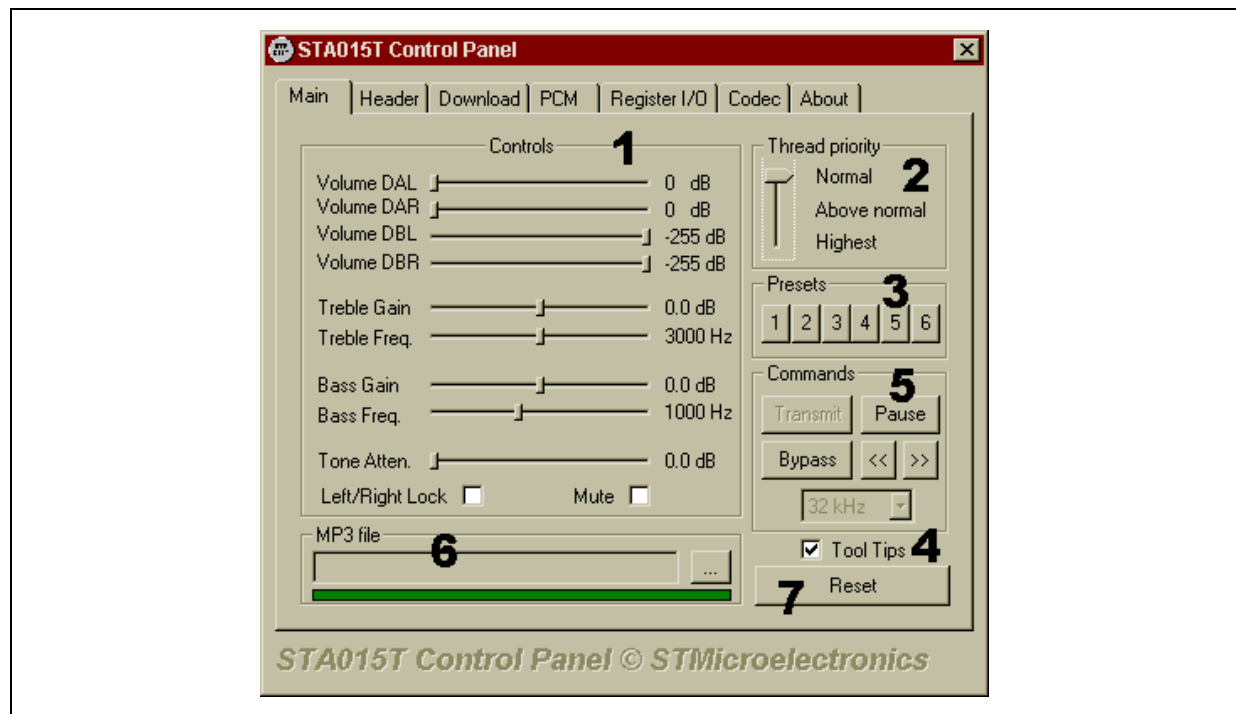 STA015T Control Panel
Main Header Download PCM Register I/O Codec About
Controls 1
Volume DAL 0 dB
Volume DAR 0 dB
Volume DBL -255 dB
Volume DBR -255 dB
Treble Gain 0.0 dB
Treble Freq. 3000 Hz
Bass Gain 0.0 dB
Bass Freq. 1000 Hz
Tone Atten. 0.0 dB
Left/Right Lock Mute
MP3 file
6
...
Thread priority
Normal 2
Above normal
Highest
Presets 3
1 2 3 4 5 6
Commands 5
Transmit Pause
Bypass << >>
32 kHz
Tool Tips 4
7 Reset
STA015T Control Panel © STMicroelectronics